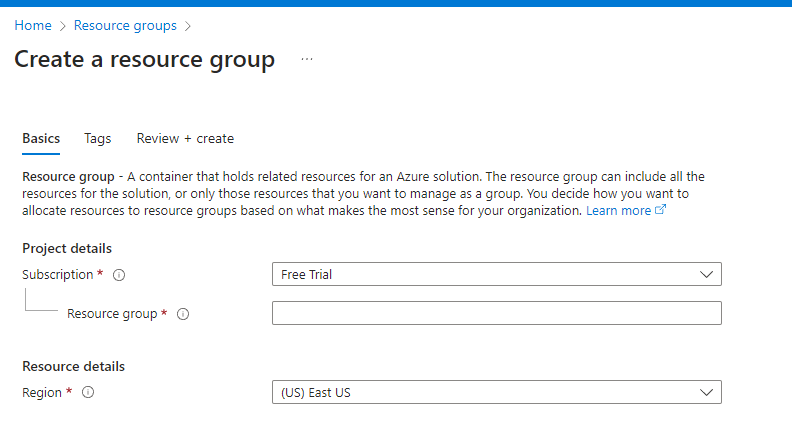 Home > Resource groups >
Create a resource group ...
Basics Tags Review + create
Resource group - A container that holds related resources for an Azure solution. The resource group can include all the
resources for the solution, or only those resources that you want to manage as a group. You decide how you want to
allocate resources to resource groups based on what makes the most sense for your organization. Learn more
Project details
Subscription * Free Trial
Resource group *
Resource details
Region * (US) East US